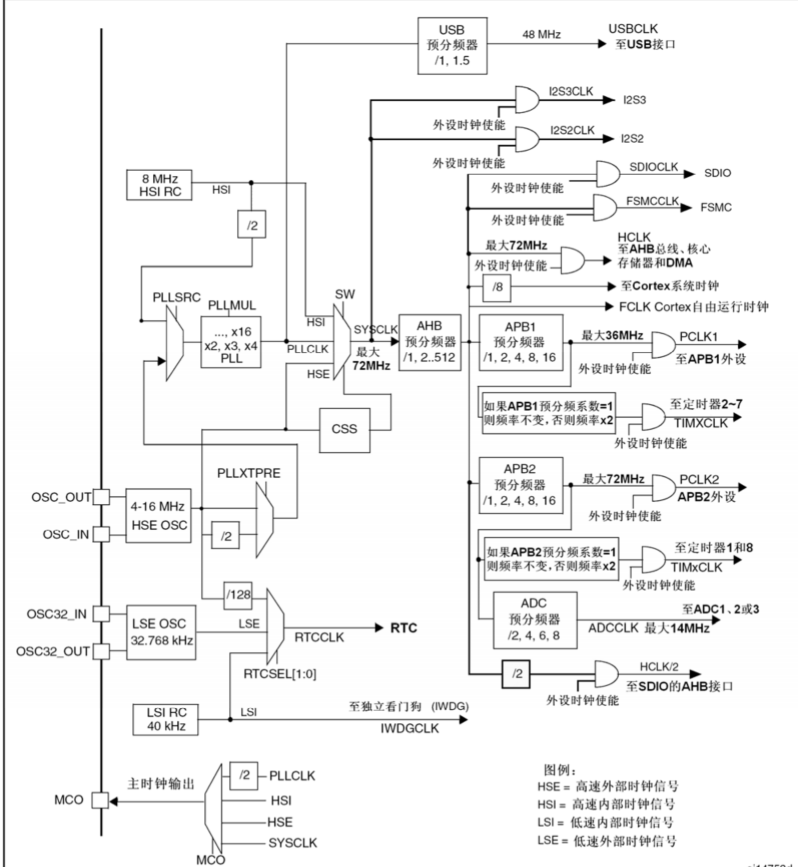 USB
预分频器
/1, 1.5
48 MHz
USBCLK
至USB接口
I2S3CLK
I2S3
外设时钟使能
I2S2CLK
I2S2
外设时钟使能
8 MHz
HSI RC
HSI
/2
SDIOCLK
SDIO
外设时钟使能
FSMCCLK
FSMC
外设时钟使能
HCLK
至AHB总线、核心
存储器和DMA
最大72MHz
外设时钟使能
/8
至Cortex系统时钟
FCLK Cortex自由运行时钟
PLLSRC
PLLMUL
..., x16
x2, x3, x4
PLL
SW
HSI
PLLCLK
HSE
SYSCLK
最大
72MHz
AHB
预分频器
/1, 2..512
APB1
预分频器
/1, 2, 4, 8, 16
最大36MHz
PCLK1
至APB1外设
外设时钟使能
CSS
如果APB1预分频系数=1
则频率不变, 否则频率x2
至定时器2~7
TIMXCLK
外设时钟使能
PLLXTPRE
OSC_OUT
OSC_IN
4-16 MHz
HSE OSC
/2
APB2
预分频器
/1, 2, 4, 8, 16
最大72MHz
PCLK2
APB2外设
外设时钟使能
如果APB2预分频系数=1
则频率不变, 否则频率x2
至定时器1和8
TIMxCLK
外设时钟使能
/128
OSC32_IN
OSC32_OUT
LSE OSC
32.768 kHz
LSE
RTCCLK
RTC
RTCSEL[1:0]
ADC
预分频器
/2, 4, 6, 8
至ADC1、2或3
ADCCLK 最大14MHz
/2
HCLK/2
至SDIO的AHB接口
外设时钟使能
LSI RC
40 kHz
LSI
至独立看门狗 (IWDG)
IWDGCLK
MCO
主时钟输出
/2
PLLCLK
HSI
HSE
SYSCLK
MCO
图例:
HSE = 高速外部时钟信号
HSI = 高速内部时钟信号
LSI = 低速内部时钟信号
LSE = 低速外部时钟信号